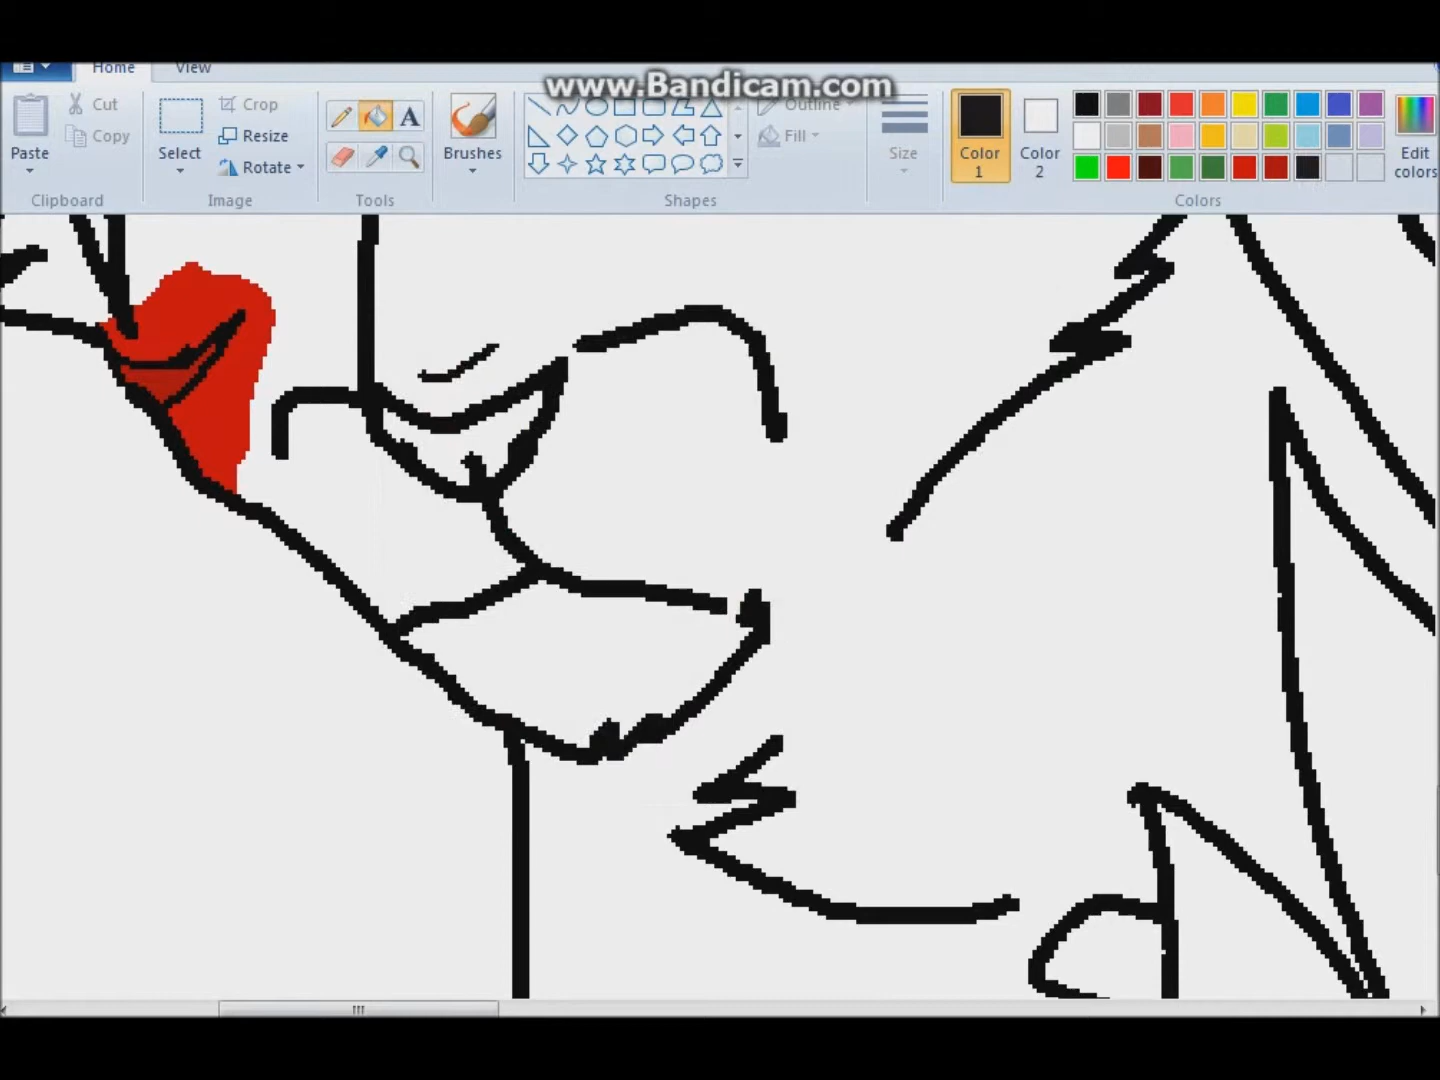 Home View
www.Bandicam.com
Paste
Cut
Copy
Clipboard
Select
Crop
Resize
Rotate
Image
A
Tools
Brushes
Shapes
Outline
Fill
Size
Color 1
Color 2
Colors
Edit colors